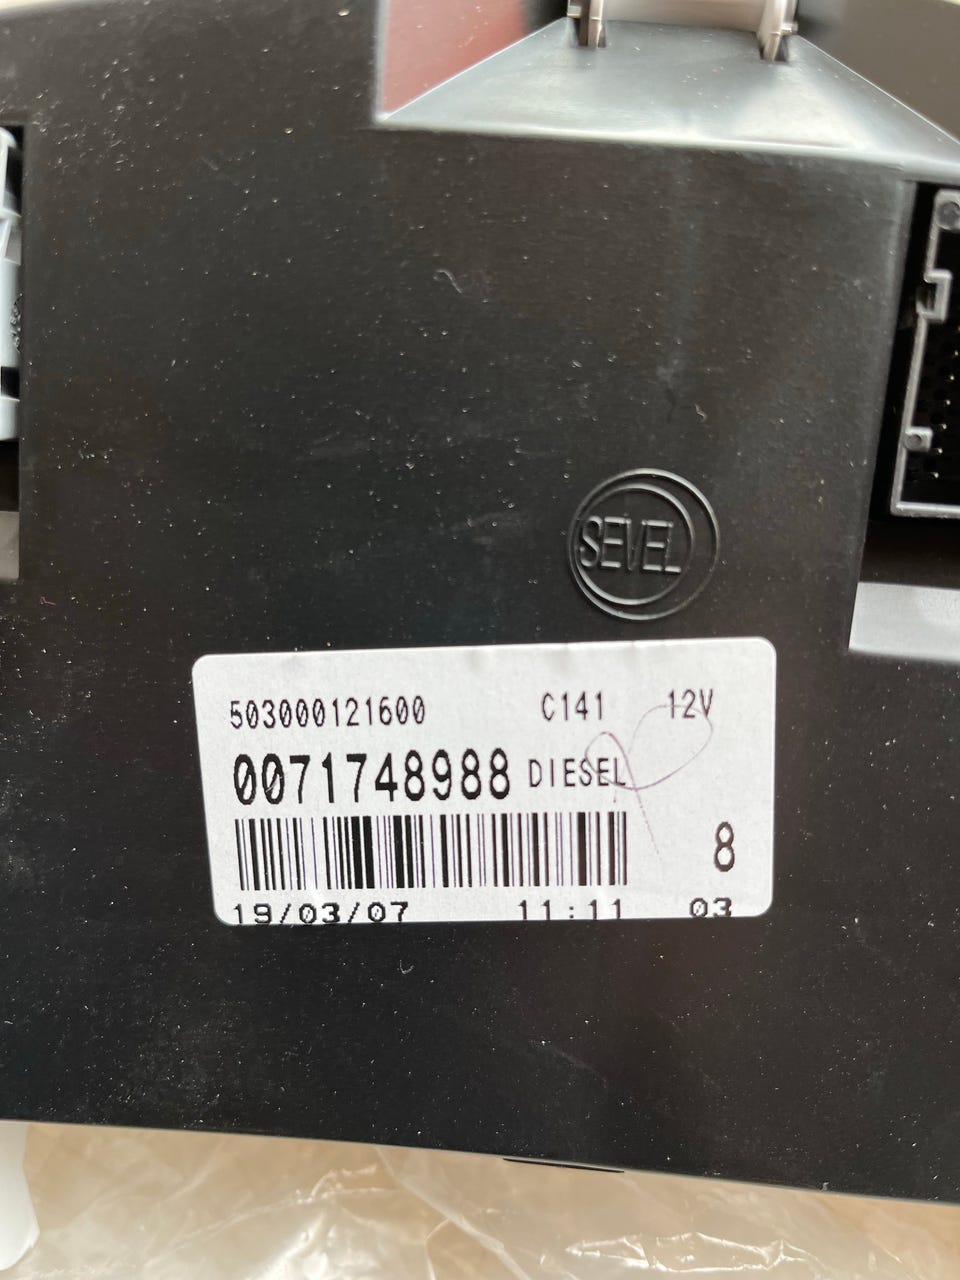 SEVEL
503000121600 C141 12V
0071748988 DIESEL
8
19/03/07 11:11 03